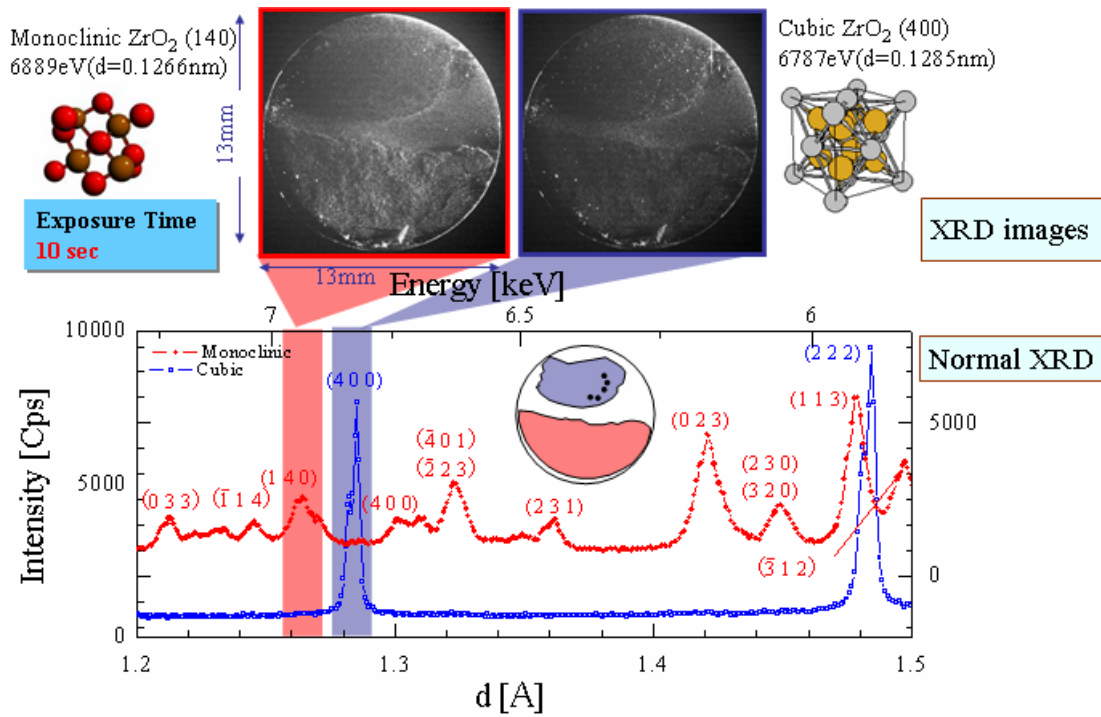 Monoclinic ZrO2 (140)
6889eV(d=0.1266nm)
13mm
Exposure Time
10 sec
13mm
Cubic ZrO2 (400)
6787eV(d=0.1285nm)
XRD images
Energy [keV]
7
6.5
6
10000
5000
0
Intensity [Cps]
Monoclinic
Cubic
(0 3 3)
(1̄ 1 4)
(1 4 0)
(4 0 0)
(4 0 0)
(4̄ 0 1)
(2̄ 2 3)
(2 3 1)
(0 2 3)
(2 3 0)
(3 2 0)
(1 1 3)
(2 2 2)
(3̄ 1 2)
Normal XRD
5000
0
1.2
1.3
1.4
1.5
d [A]